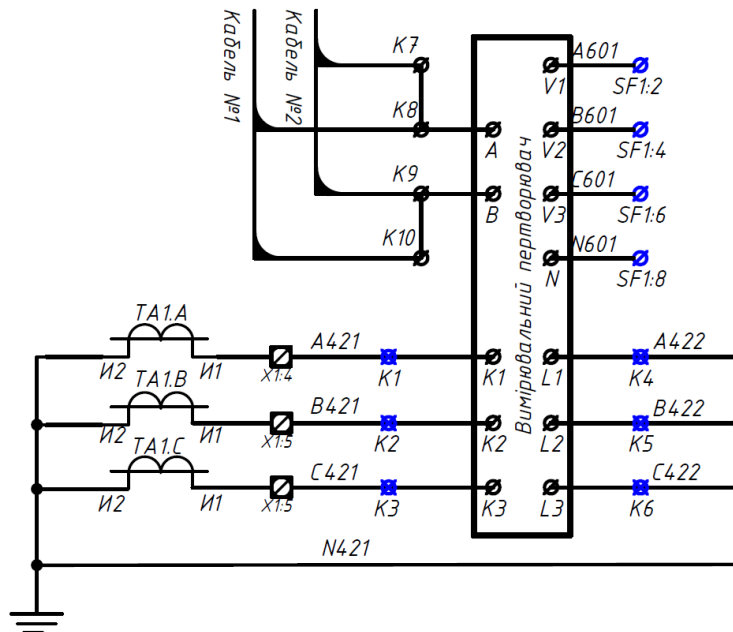 Кабель №1
Кабель №2
K7
K8
K9
K10
A
B
Вимірювальний пертворювач
A601
V1
SF1:2
B601
V2
SF1:4
C601
V3
SF1:6
N601
N
SF1:8
TA1.A
И2
И1
X1:4
A421
K1
K1
L1
A422
K4
TA1.B
И2
И1
X1:5
B421
K2
K2
L2
B422
K5
TA1.C
И2
И1
X1:5
C421
K3
K3
L3
C422
K6
N421